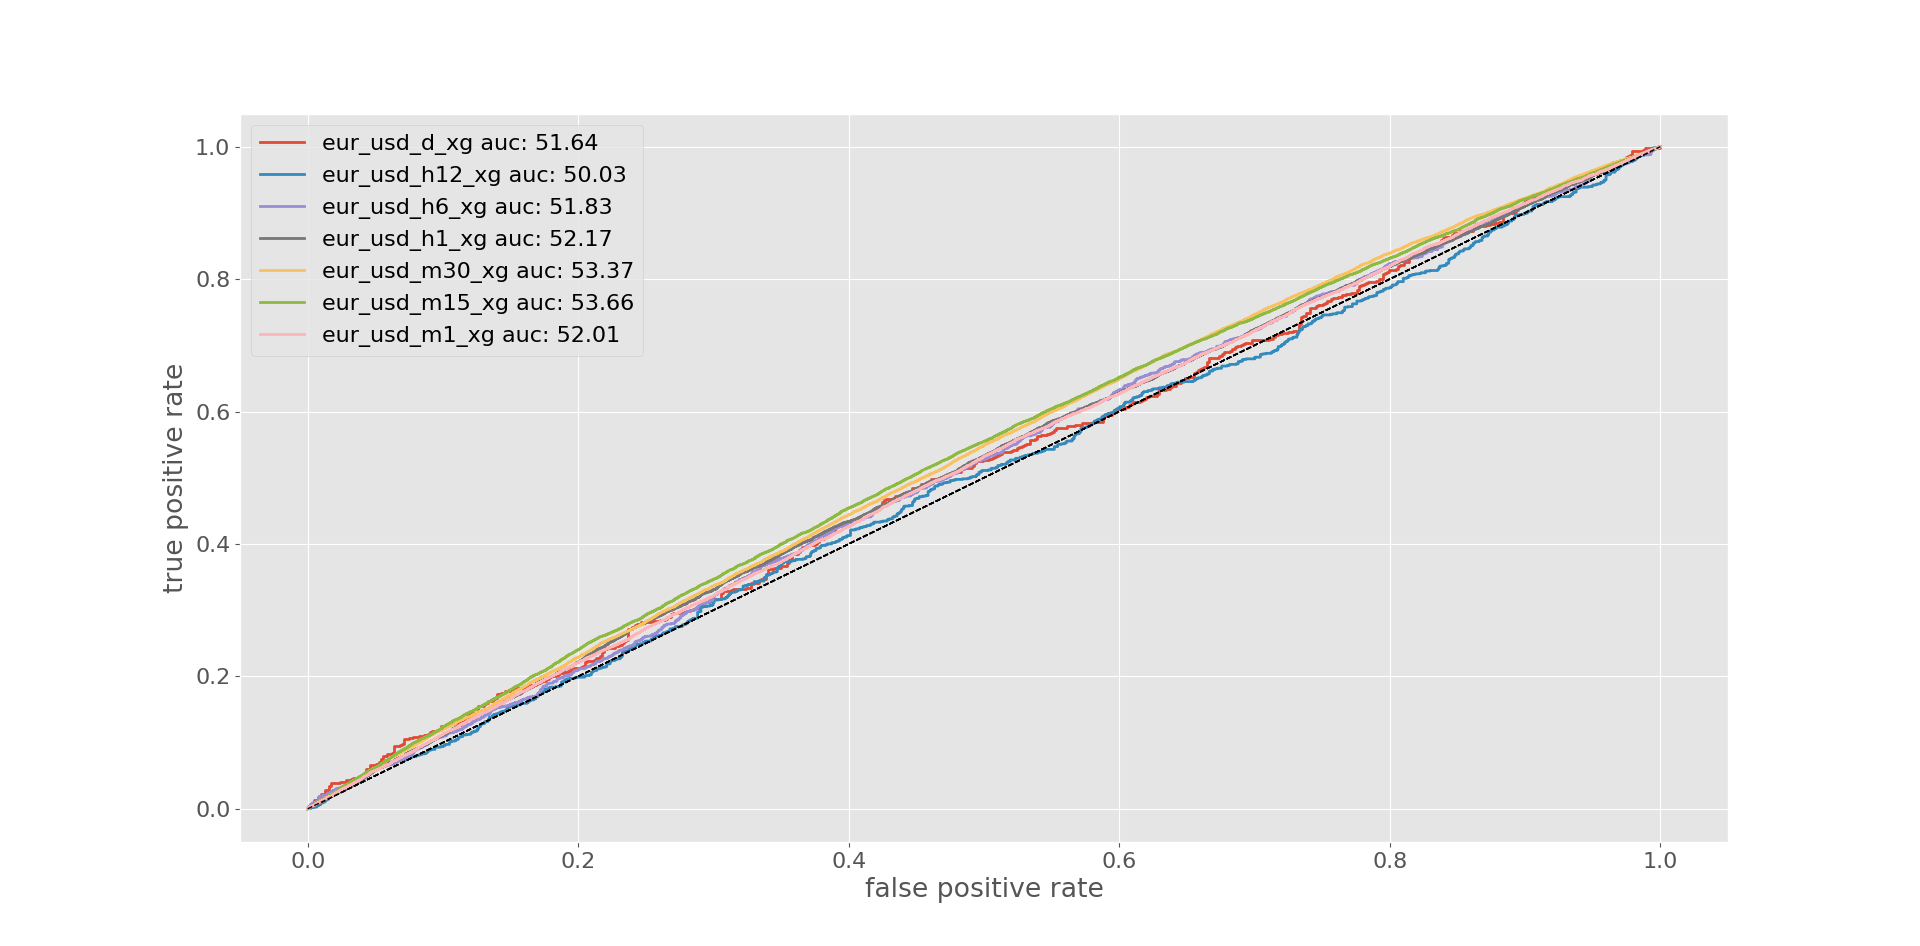 eur_usd_d_xg auc: 51.64
eur_usd_h12_xg auc: 50.03
eur_usd_h6_xg auc: 51.83
eur_usd_h1_xg auc: 52.17
eur_usd_m30_xg auc: 53.37
eur_usd_m15_xg auc: 53.66
eur_usd_m1_xg auc: 52.01
true positive rate
1.0
0.8
0.6
0.4
0.2
0.0
0.0 0.2 0.4 0.6 0.8 1.0
false positive rate